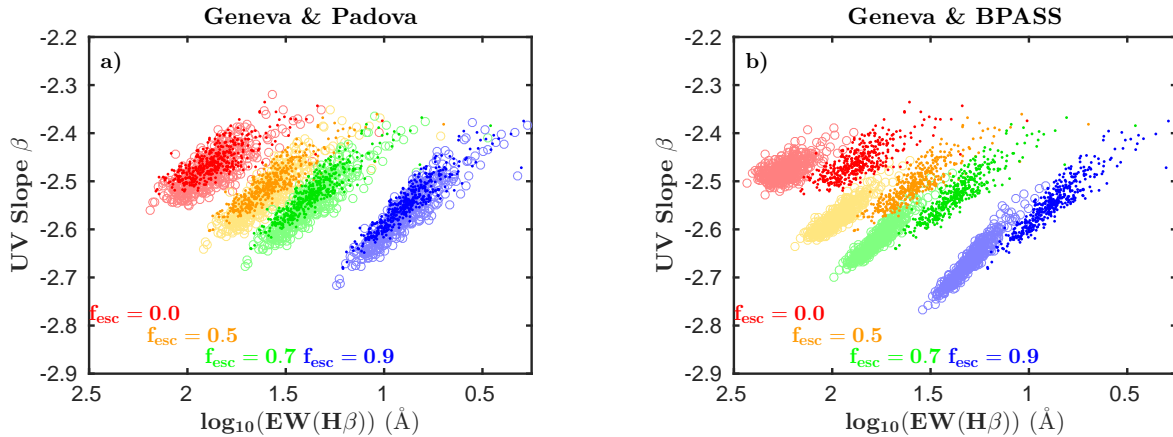 Geneva & Padova
a)
UV Slope β
-2.2
-2.3
-2.4
-2.5
-2.6
-2.7
-2.8
-2.9
f_esc = 0.0
f_esc = 0.5
f_esc = 0.7 f_esc = 0.9
2.5 2 1.5 1 0.5
log₁₀(EW(Hβ)) (Å)
Geneva & BPASS
b)
UV Slope β
-2.2
-2.3
-2.4
-2.5
-2.6
-2.7
-2.8
-2.9
f_esc = 0.0
f_esc = 0.5
f_esc = 0.7 f_esc = 0.9
2.5 2 1.5 1 0.5
log₁₀(EW(Hβ)) (Å)